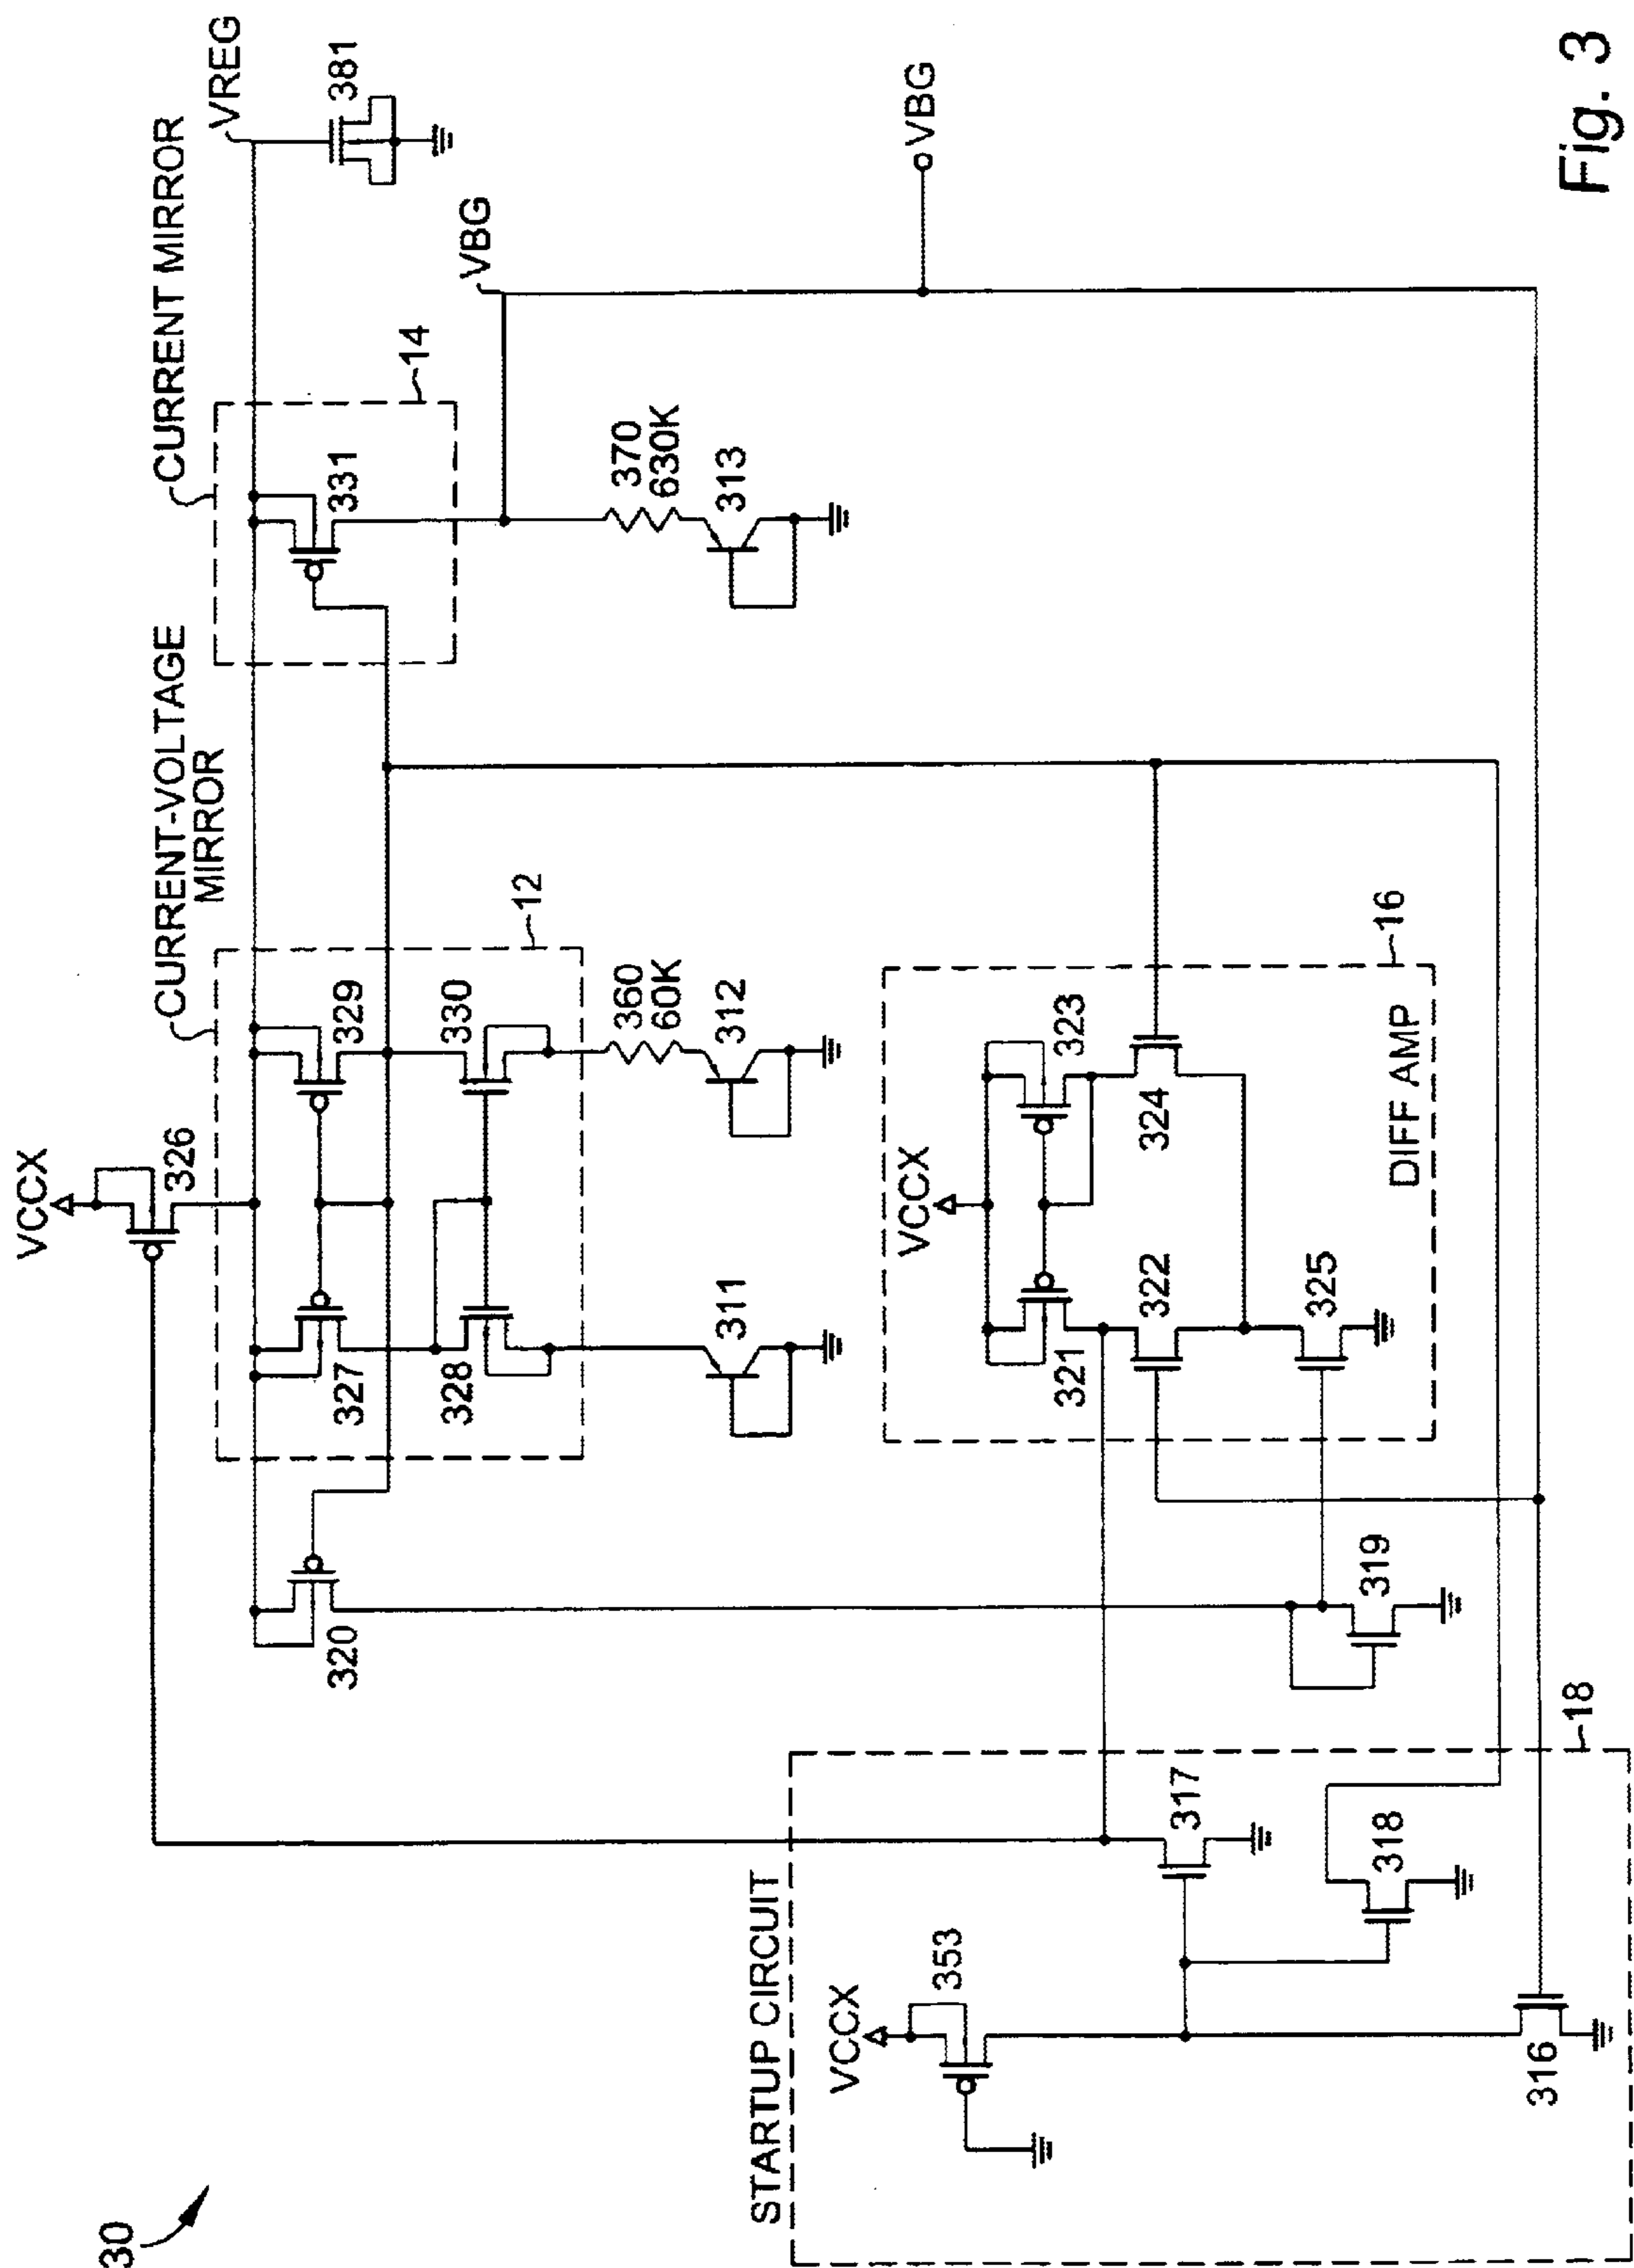 30
VCCX
326
VREG
381
CURRENT-VOLTAGE
MIRROR
12
CURRENT MIRROR
14
320
327
328
329
330
331
311
360
60K
312
370
630K
313
VBG
VBG
DIFF AMP
16
VCCX
321
322
323
324
325
319
STARTUP CIRCUIT
18
VCCX
353
317
318
316
Fig. 3